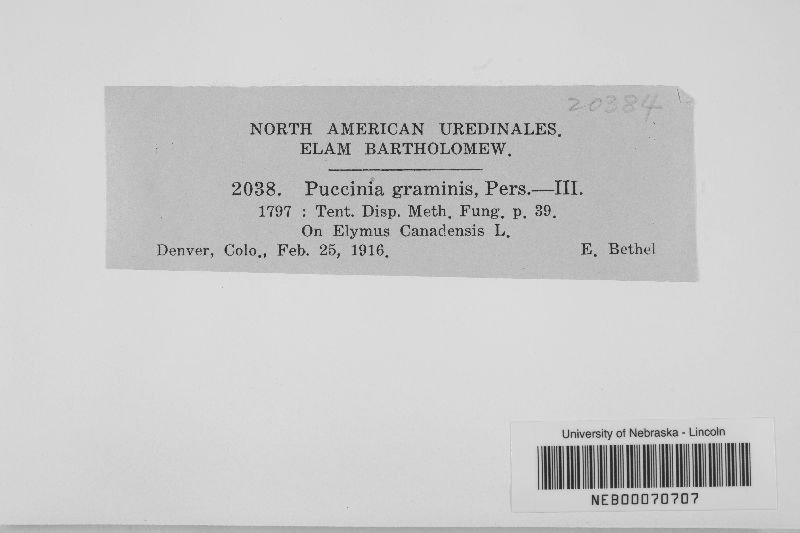 20384
NORTH AMERICAN UREDINALES.
ELAM BARTHOLOMEW.
2038. Puccinia graminis, Pers.—III.
1797 : Tent. Disp. Meth. Fung. p. 39.
On Elymus Canadensis L.
Denver, Colo., Feb. 25, 1916. E. Bethel
University of Nebraska - Lincoln
NEB00070707